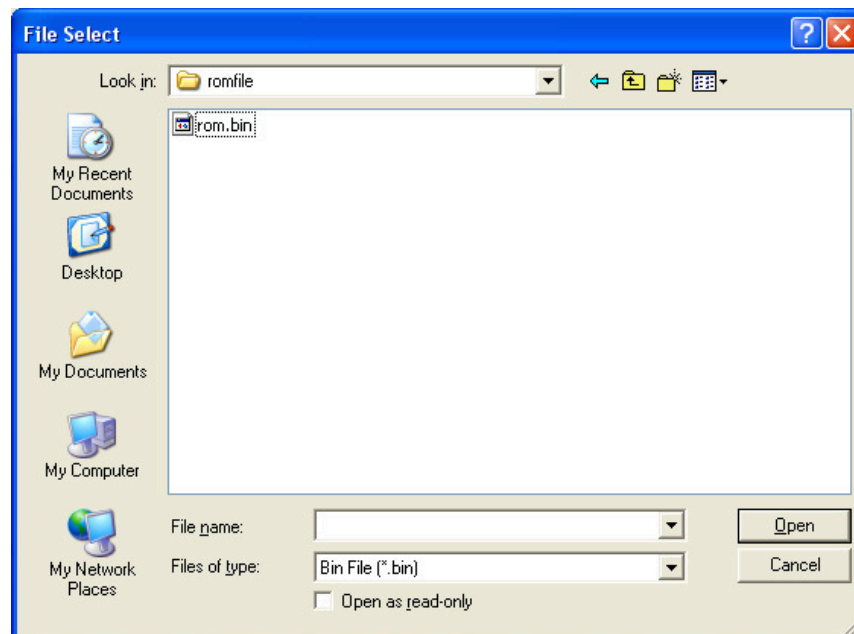 File Select
Look in: romfile
rom.bin
My Recent
Documents
Desktop
My Documents
My Computer
My Network
Places
File name:
Open
Files of type: Bin File (*.bin)
Cancel
Open as read-only